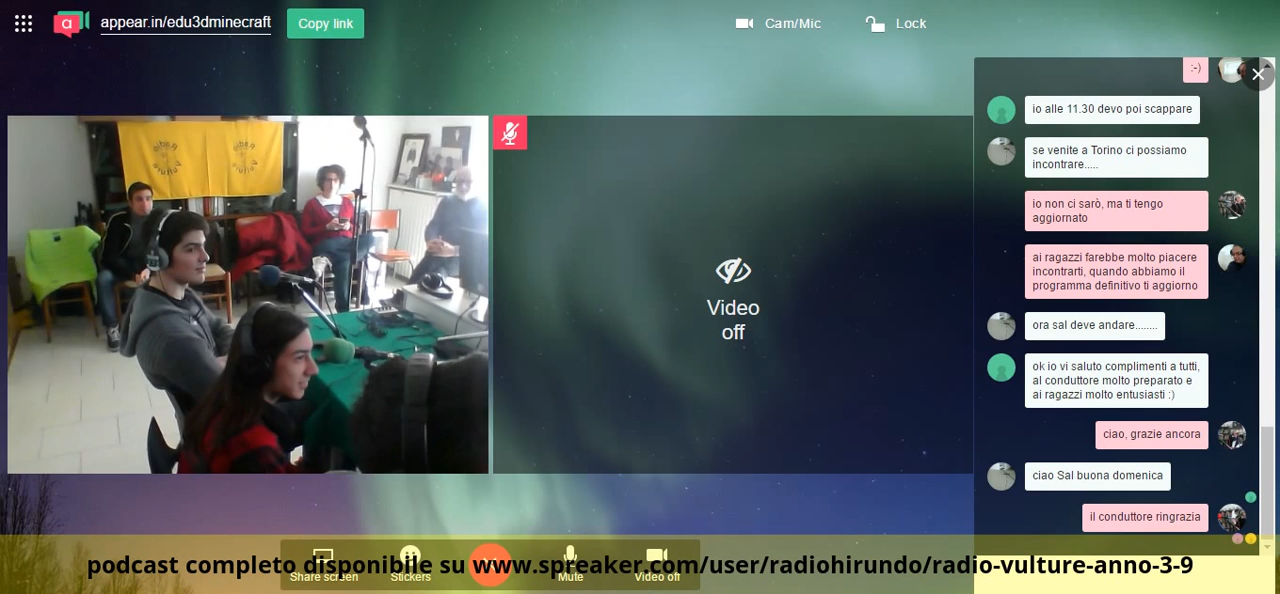 a
appear.in/edu3dminecraft
Copy link
Cam/Mic
Lock
Video
off
:-)
io alle 11.30 devo poi scappare
se venite a Torino ci possiamo
incontrare.....
io non ci sarò, ma ti tengo
aggiornato
ai ragazzi farebbe molto piacere
incontrarti, quando abbiamo il
programma definitivo ti aggiorno
ora sal deve andare........
ok io vi saluto complimenti a tutti,
al conduttore molto preparato e
ai ragazzi molto entusiasti :)
ciao, grazie ancora
ciao Sal buona domenica
il conduttore ringrazia
podcast completo disponibile su www.spreaker.com/user/radiohirundo/radio-vulture-anno-3-9
Share screen
Stickers
Mute
Video off